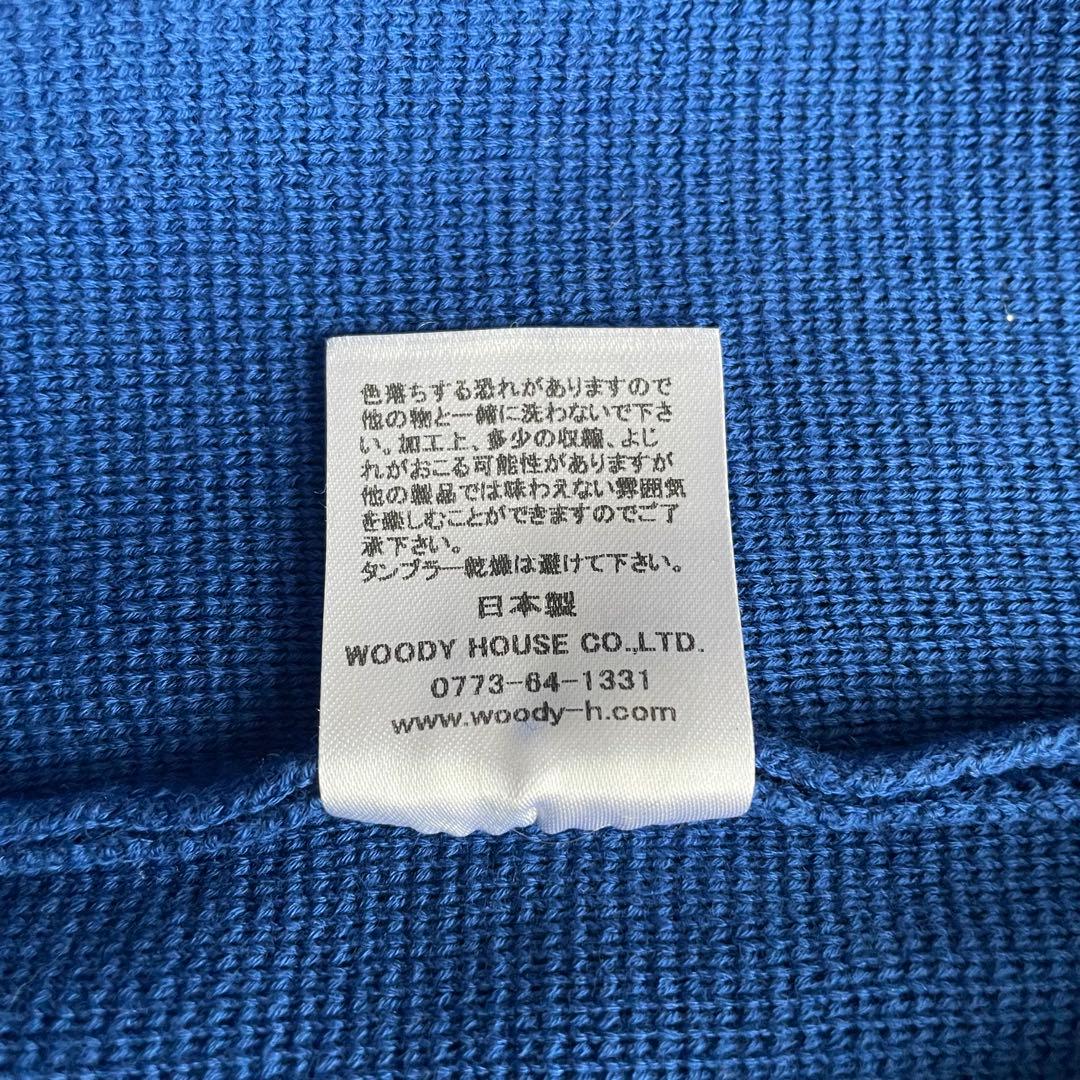 色落ちする恐れがありますので
他の物と一緒に洗わないで下さ
い。加工上、多少の収縮、よじ
れがおこる可能性がありますが
他の製品では味わえない雰囲気
を楽しむことができますのでご了
承下さい。
タンブラー乾燥は避けて下さい。
日本製
WOODY HOUSE CO.,LTD.
0773-64-1331
www.woody-h.com